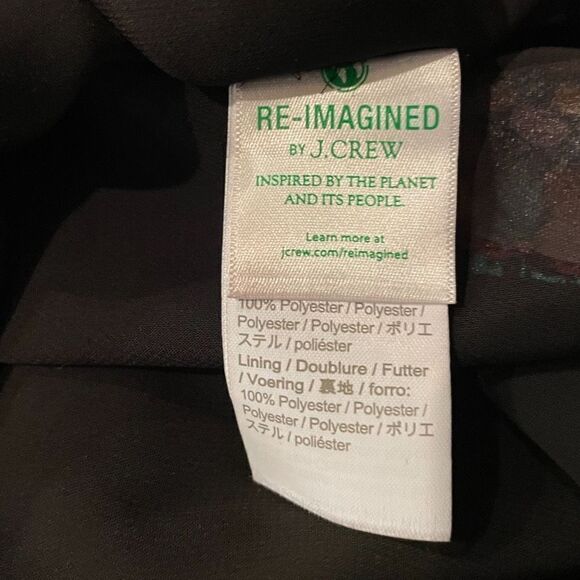 RE-IMAGINED
BY J.CREW
INSPIRED BY THE PLANET
AND ITS PEOPLE.
Learn more at
jcrew.com/reimagined
100% Polyester / Polyester /
Polyester / Polyester / ポリエ
ステル / poliéster
Lining / Doublure / Futter
/ Voering / 裏地 / forro:
100% Polyester / Polyester /
Polyester / Polyester / ポリエ
ステル / poliéster